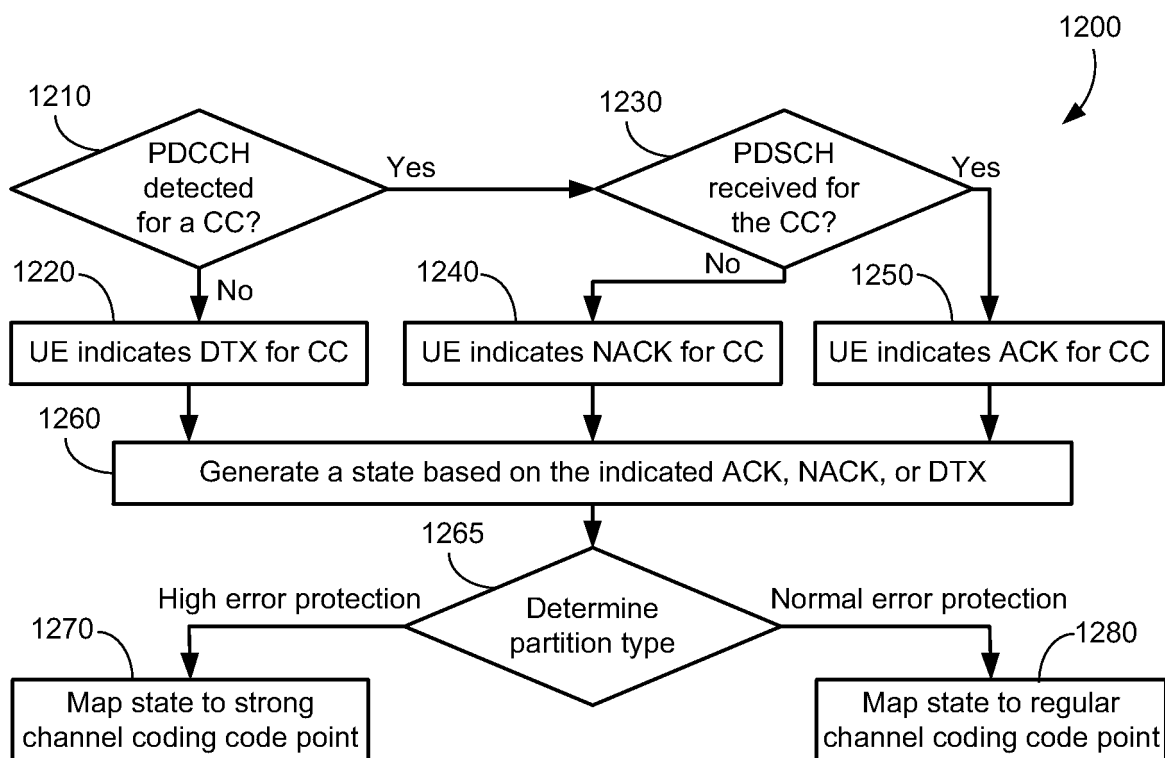 1200
1210
1230
PDCCH
detected
for a CC?
Yes
PDSCH
received for
the CC?
Yes
1220
No
1240
No
1250
UE indicates DTX for CC
UE indicates NACK for CC
UE indicates ACK for CC
1260
Generate a state based on the indicated ACK, NACK, or DTX
1265
High error protection
Determine
partition type
Normal error protection
1270
1280
Map state to strong
channel coding code point
Map state to regular
channel coding code point